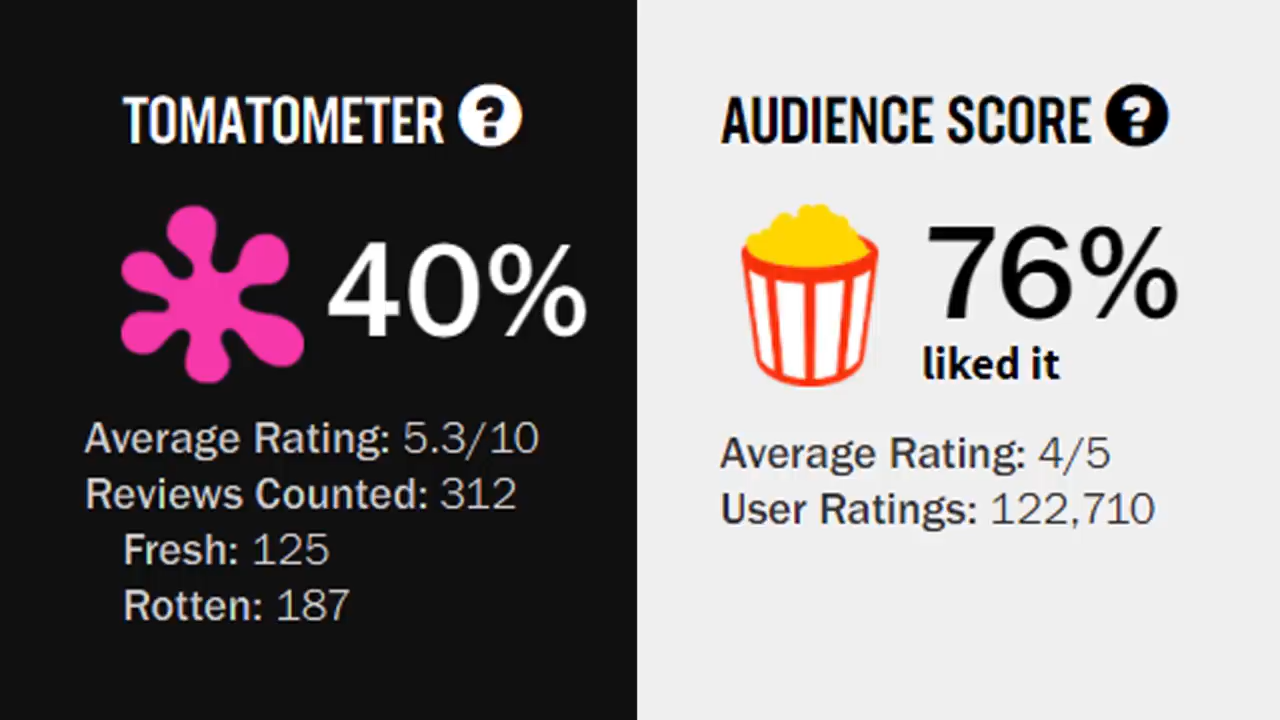 TOMATOMETER ?
40%
Average Rating: 5.3/10
Reviews Counted: 312
Fresh: 125
Rotten: 187
AUDIENCE SCORE ?
76%
liked it
Average Rating: 4/5
User Ratings: 122,710